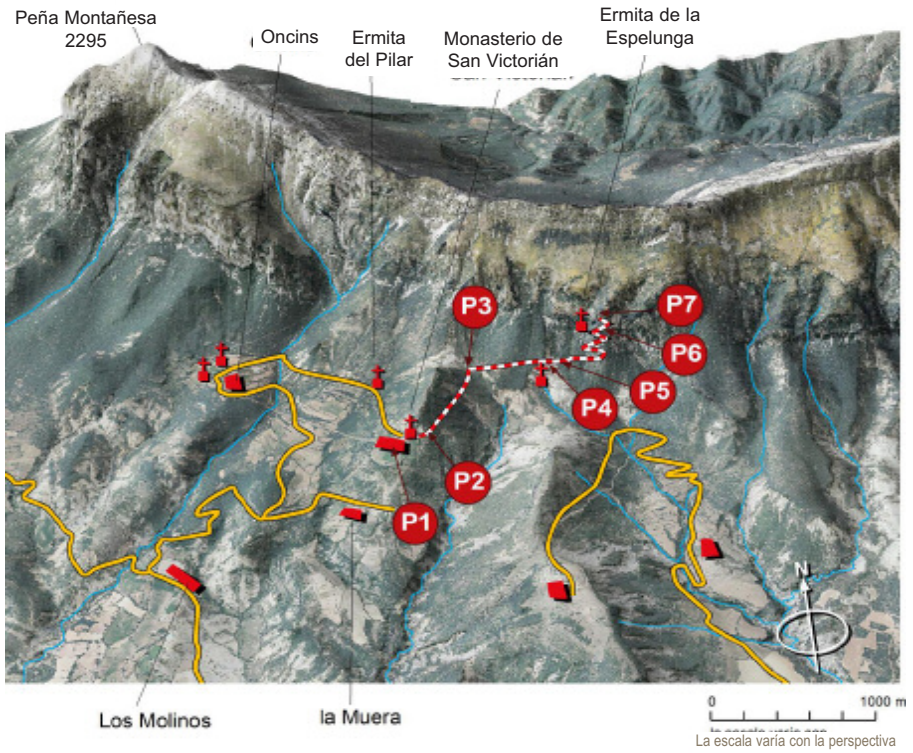 Peña Montañesa
2295
Oncins
Ermita
del Pilar
Monasterio de
San Victorián
Ermita de la
Espelunga
P3
P7
P6
P5
P4
P2
P1
N
Los Molinos
la Muera
0 1000 m
La escala varía con la perspectiva